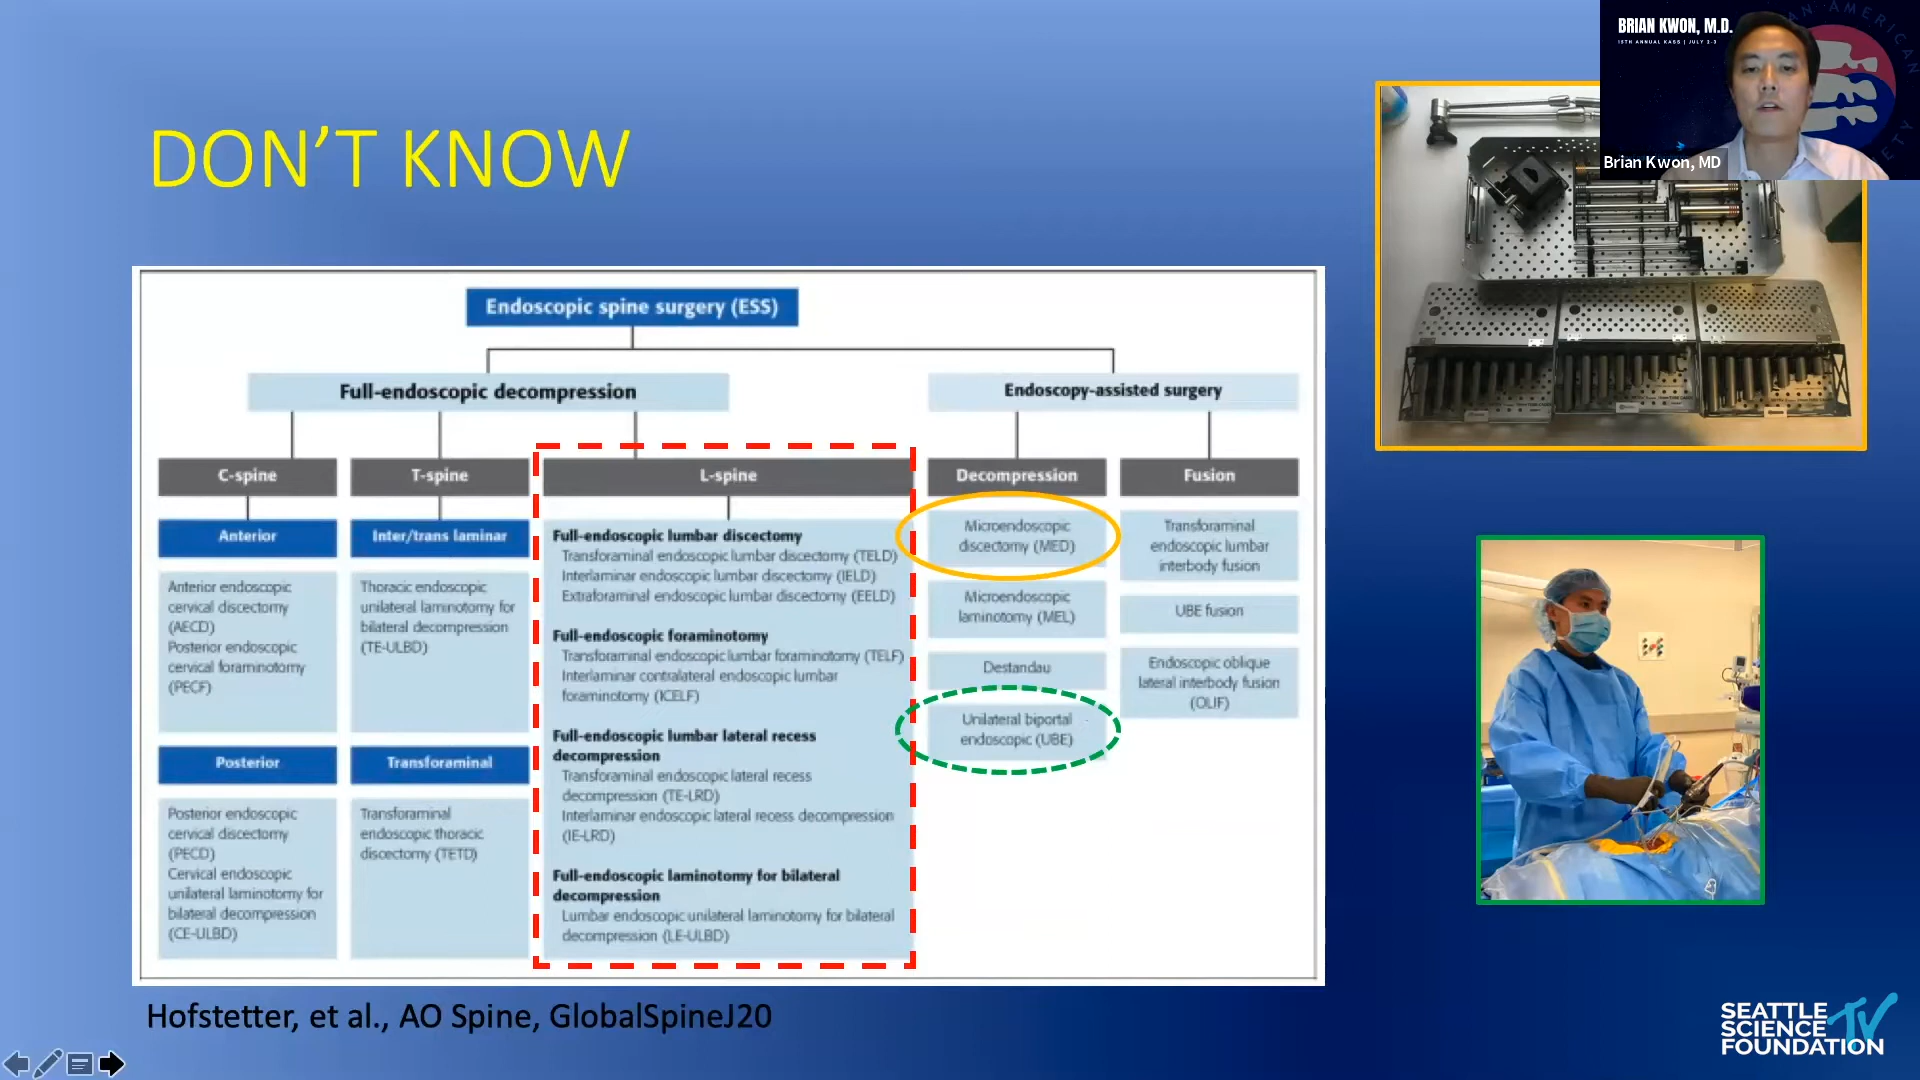 BRIAN KWON, M.D.
15TH ANNUAL KASS | JULY 2-3
Brian Kwon, MD
DON'T KNOW
Endoscopic spine surgery (ESS)
Full-endoscopic decompression
Endoscopy-assisted surgery
C-spine
T-spine
L-spine
Decompression
Fusion
Anterior
Anterior endoscopic
cervical discectomy
(AECD)
Posterior endoscopic
cervical foraminotomy
(PECF)
Posterior
Posterior endoscopic
cervical discectomy
(PECD)
Cervical endoscopic
unilateral laminotomy for
bilateral decompression
(CE-ULBD)
Inter/trans laminar
Thoracic endoscopic
unilateral laminotomy for
bilateral decompression
(TE-ULBD)
Transforaminal
Transforaminal
endoscopic thoracic
discectomy (TETD)
Full-endoscopic lumbar discectomy
Transforaminal endoscopic lumbar discectomy (TELD)
Interlaminar endoscopic lumbar discectomy (IELD)
Extraforaminal endoscopic lumbar discectomy (EELD)
Full-endoscopic foraminotomy
Transforaminal endoscopic lumbar foraminotomy (TELF)
Interlaminar contralateral endoscopic lumbar
foraminotomy (ICELF)
Full-endoscopic lumbar lateral recess
decompression
Transforaminal endoscopic lateral recess
decompression (TE-LRD)
Interlaminar endoscopic lateral recess decompression
(IE-LRD)
Full-endoscopic laminotomy for bilateral
decompression
Lumbar endoscopic unilateral laminotomy for bilateral
decompression (LE-ULBD)
Microendoscopic
discectomy (MED)
Microendoscopic
laminotomy (MEL)
Destandau
Unilateral biportal
endoscopic (UBE)
Transforaminal
endoscopic lumbar
interbody fusion
UBE fusion
Endoscopic oblique
lateral interbody fusion
(OLIF)
Hofstetter, et al., AO Spine, GlobalSpineJ20
SEATTLE
SCIENCE
FOUNDATION
TV